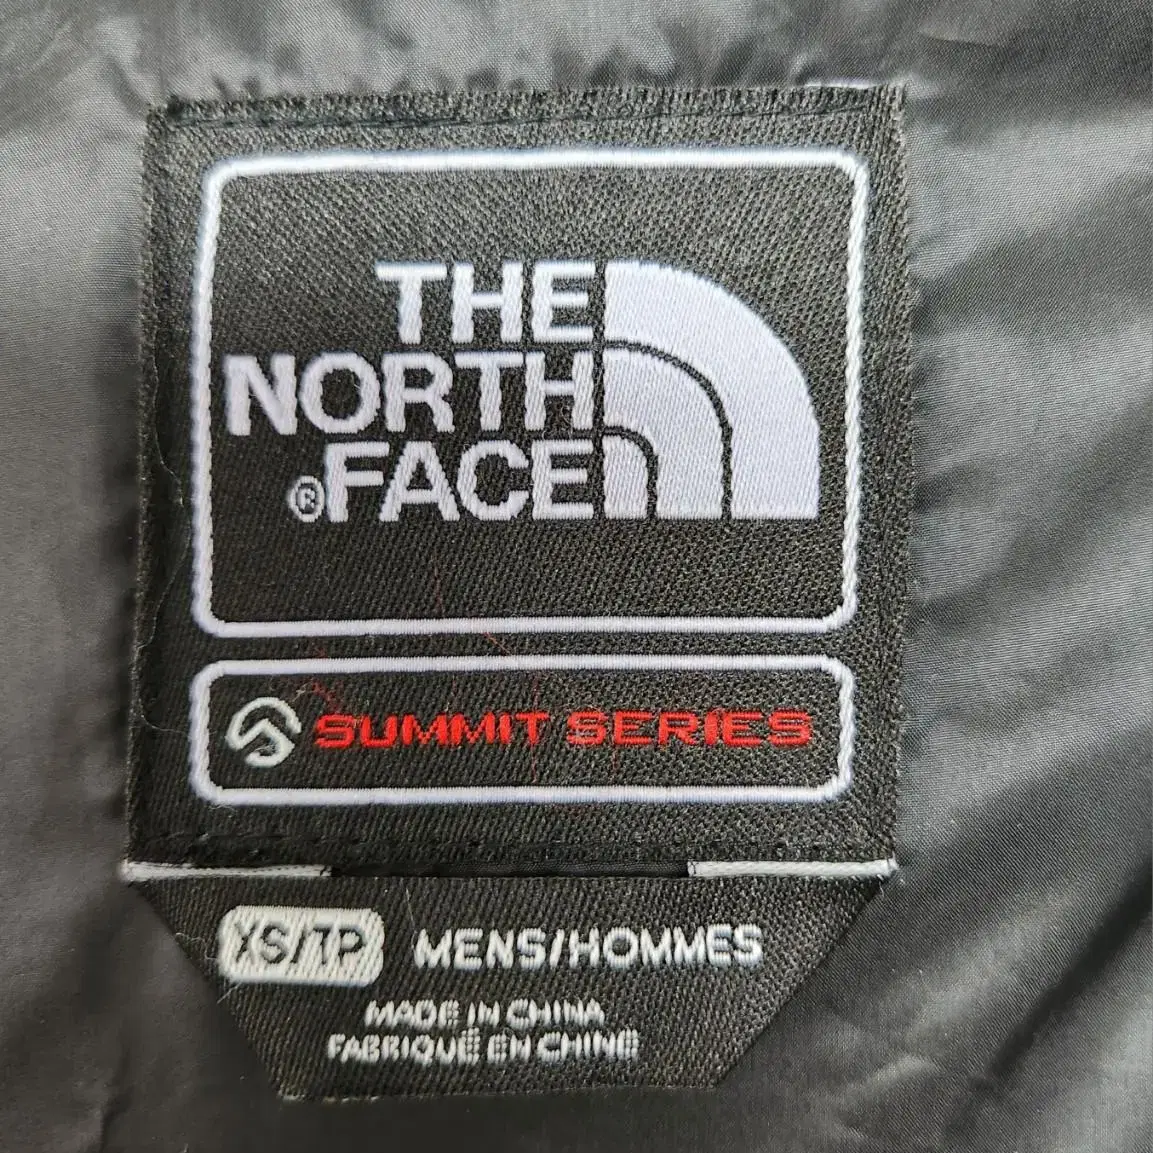 THE
NORTH
®FACE
SUMMIT SERIES
XS/TP MENS/HOMMES
MADE IN CHINA
FABRIQUÉ EN CHINE